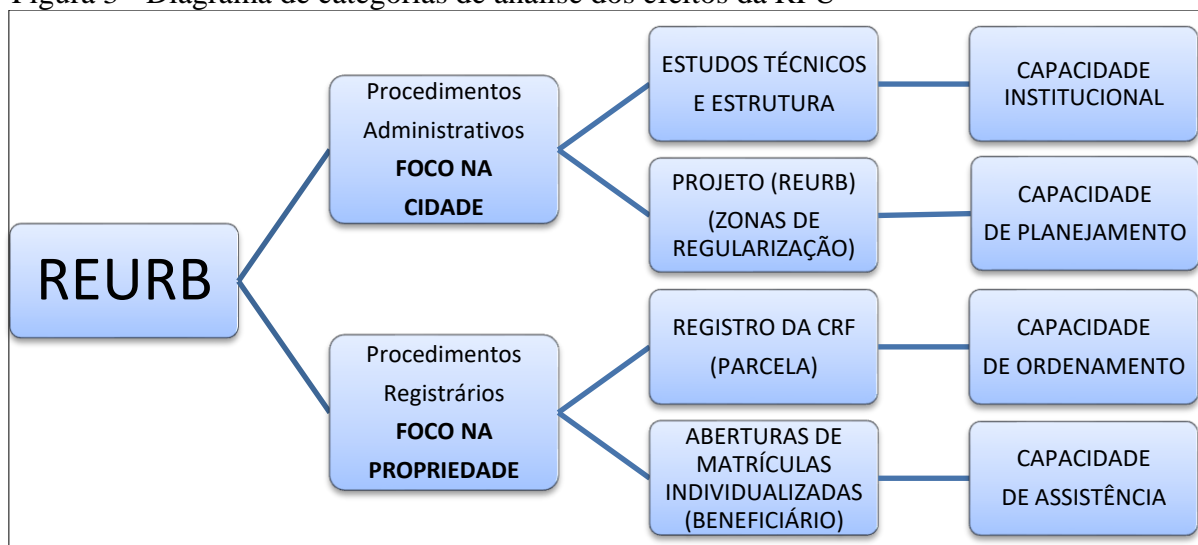 Figura 3 - Diagrama de categorias de análise dos efeitos da RFU
REURB
Procedimentos
Administrativos
FOCO NA
CIDADE
ESTUDOS TÉCNICOS
E ESTRUTURA
CAPACIDADE
INSTITUCIONAL
PROJETO (REURB)
(ZONAS DE
REGULARIZAÇÃO)
CAPACIDADE
DE PLANEJAMENTO
Procedimentos
Registrários
FOCO NA
PROPRIEDADE
REGISTRO DA CRF
(PARCELA)
CAPACIDADE
DE ORDENAMENTO
ABERTURAS DE
MATRÍCULAS
INDIVIDUALIZADAS
(BENEFICIÁRIO)
CAPACIDADE
DE ASSISTÊNCIA